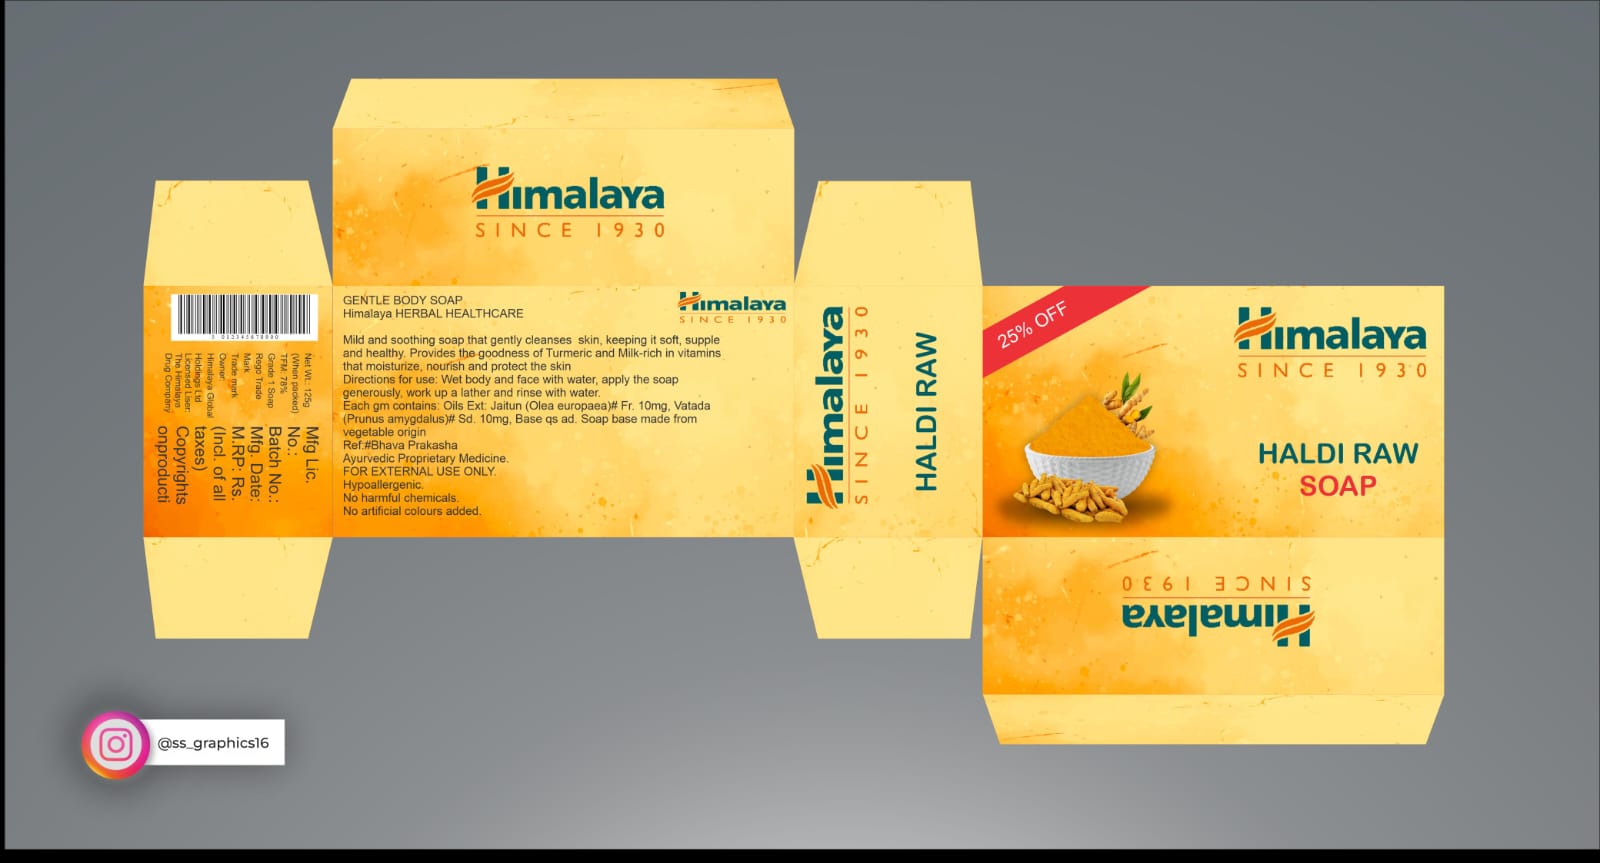 Himalaya
SINCE 1930
GENTLE BODY SOAP
Himalaya HERBAL HEALTHCARE
Himalaya
SINCE 1930
Mild and soothing soap that gently cleanses skin, keeping it soft, supple
and healthy. Provides the goodness of Turmeric and Milk-rich in vitamins
that moisturize, nourish and protect the skin
Directions for use: Wet body and face with water, apply the soap
generously, work up a lather and rinse with water.
Each gm contains: Oils Ext: Jaitun (Olea europaea)# Fr. 10mg, Vatada
(Prunus amygdalus)# Sd. 10mg, Base qs ad. Soap base made from
vegetable origin
Ref:#Bhava Prakasha
Ayurvedic Proprietary Medicine.
FOR EXTERNAL USE ONLY.
Hypoallergenic.
No harmful chemicals.
No artificial colours added.
Net Wt.: 125g
(When packed)
TFM: 78%
Grade 1 Soap
Rego Trade
Mark
Trade mark
Owner:
Himalaya Global
Holdings Ltd
Licensed Liser:
The Himalaya
Drug Company
Mfg Lic.
No.:
Batch No.:
Mfg. Date:
M.RP: Rs.
(Incl. of all
taxes)
Copyrights
onproducti
Himalaya
SINCE 1930
HALDI RAW
25% OFF
Himalaya
SINCE 1930
HALDI RAW
SOAP
Himalaya
SINCE 1930
@ss_graphics16